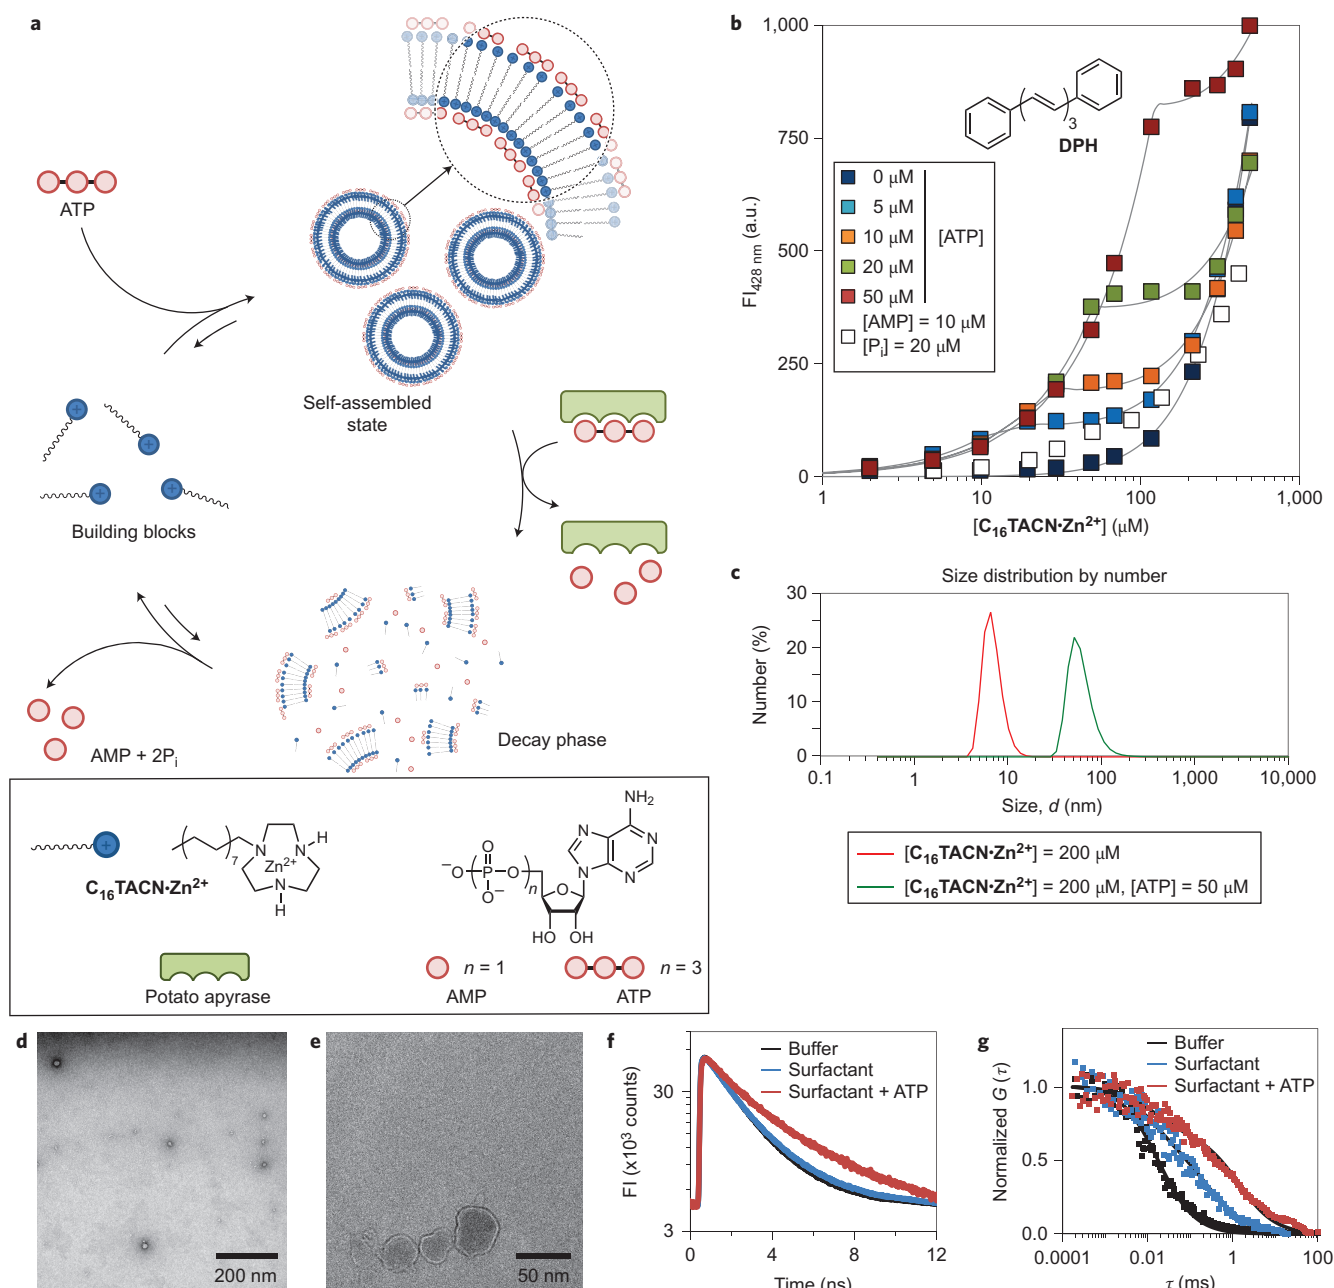 a
ATP
Self-assembled
state
Building blocks
Decay phase
AMP + 2Pi
C16TACN·Zn2+
7
N
N
H
Zn2+
N
H
Potato apyrase
NH2
N
N
N
N
−O
O
P
O
O−
n
O
HO
OH
n = 1
AMP
n = 3
ATP
b
1,000
750
500
250
0
FI428 nm (a.u.)
3
DPH
0 μM
5 μM
10 μM
20 μM
50 μM
[ATP]
[AMP] = 10 μM
[Pi] = 20 μM
1
10
100
1,000
[C16TACN·Zn2+] (μM)
c
Size distribution by number
30
20
10
0
Number (%)
0.1
1
10
100
1,000
10,000
Size, d (nm)
[C16TACN·Zn2+] = 200 μM
[C16TACN·Zn2+] = 200 μM, [ATP] = 50 μM
d
200 nm
e
50 nm
f
Buffer
Surfactant
Surfactant + ATP
30
3
FI (x10³ counts)
0
4
8
12
Time (ns)
g
Buffer
Surfactant
Surfactant + ATP
1.0
0.5
0.0
Normalized G (τ)
0.0001
0.01
1
100
τ (ms)